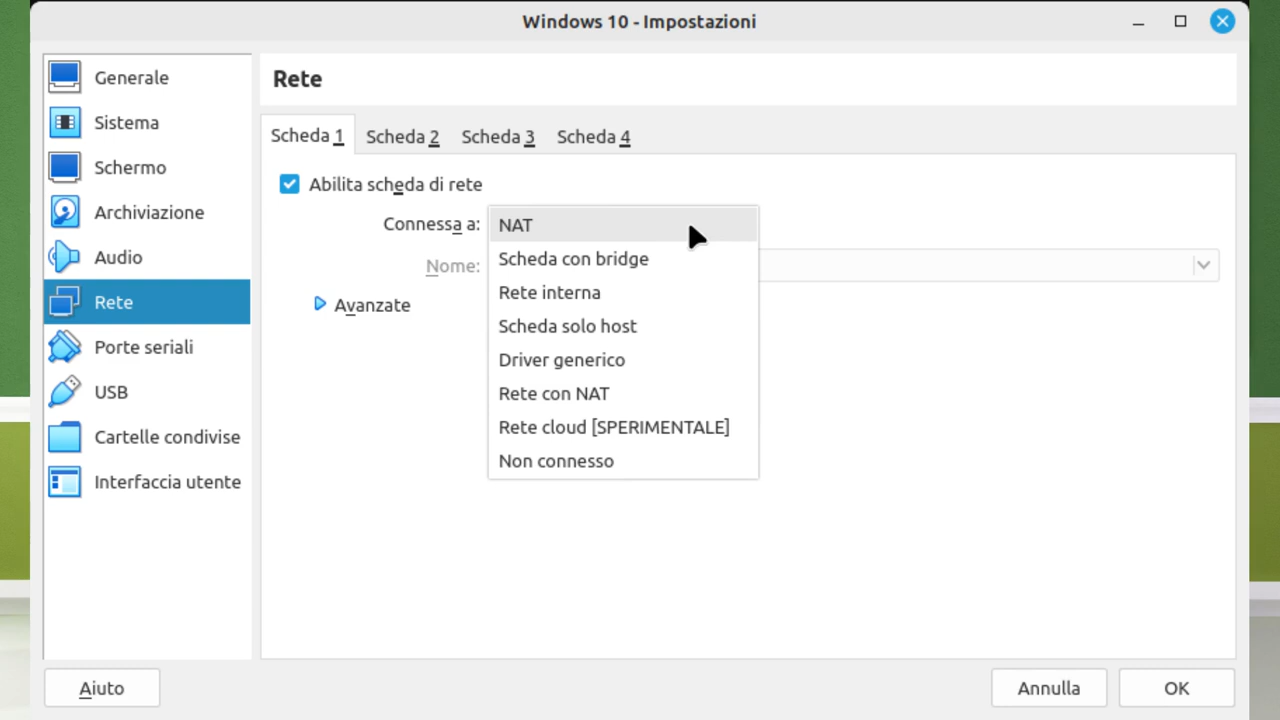 Windows 10 - Impostazioni
Generale
Sistema
Schermo
Archiviazione
Audio
Rete
Porte seriali
USB
Cartelle condivise
Interfaccia utente
Rete
Scheda 1
Scheda 2
Scheda 3
Scheda 4
Abilita scheda di rete
Connessa a:
NAT
Scheda con bridge
Rete interna
Scheda solo host
Driver generico
Rete con NAT
Rete cloud [SPERIMENTALE]
Non connesso
Nome:
Avanzate
Aiuto
Annulla
OK